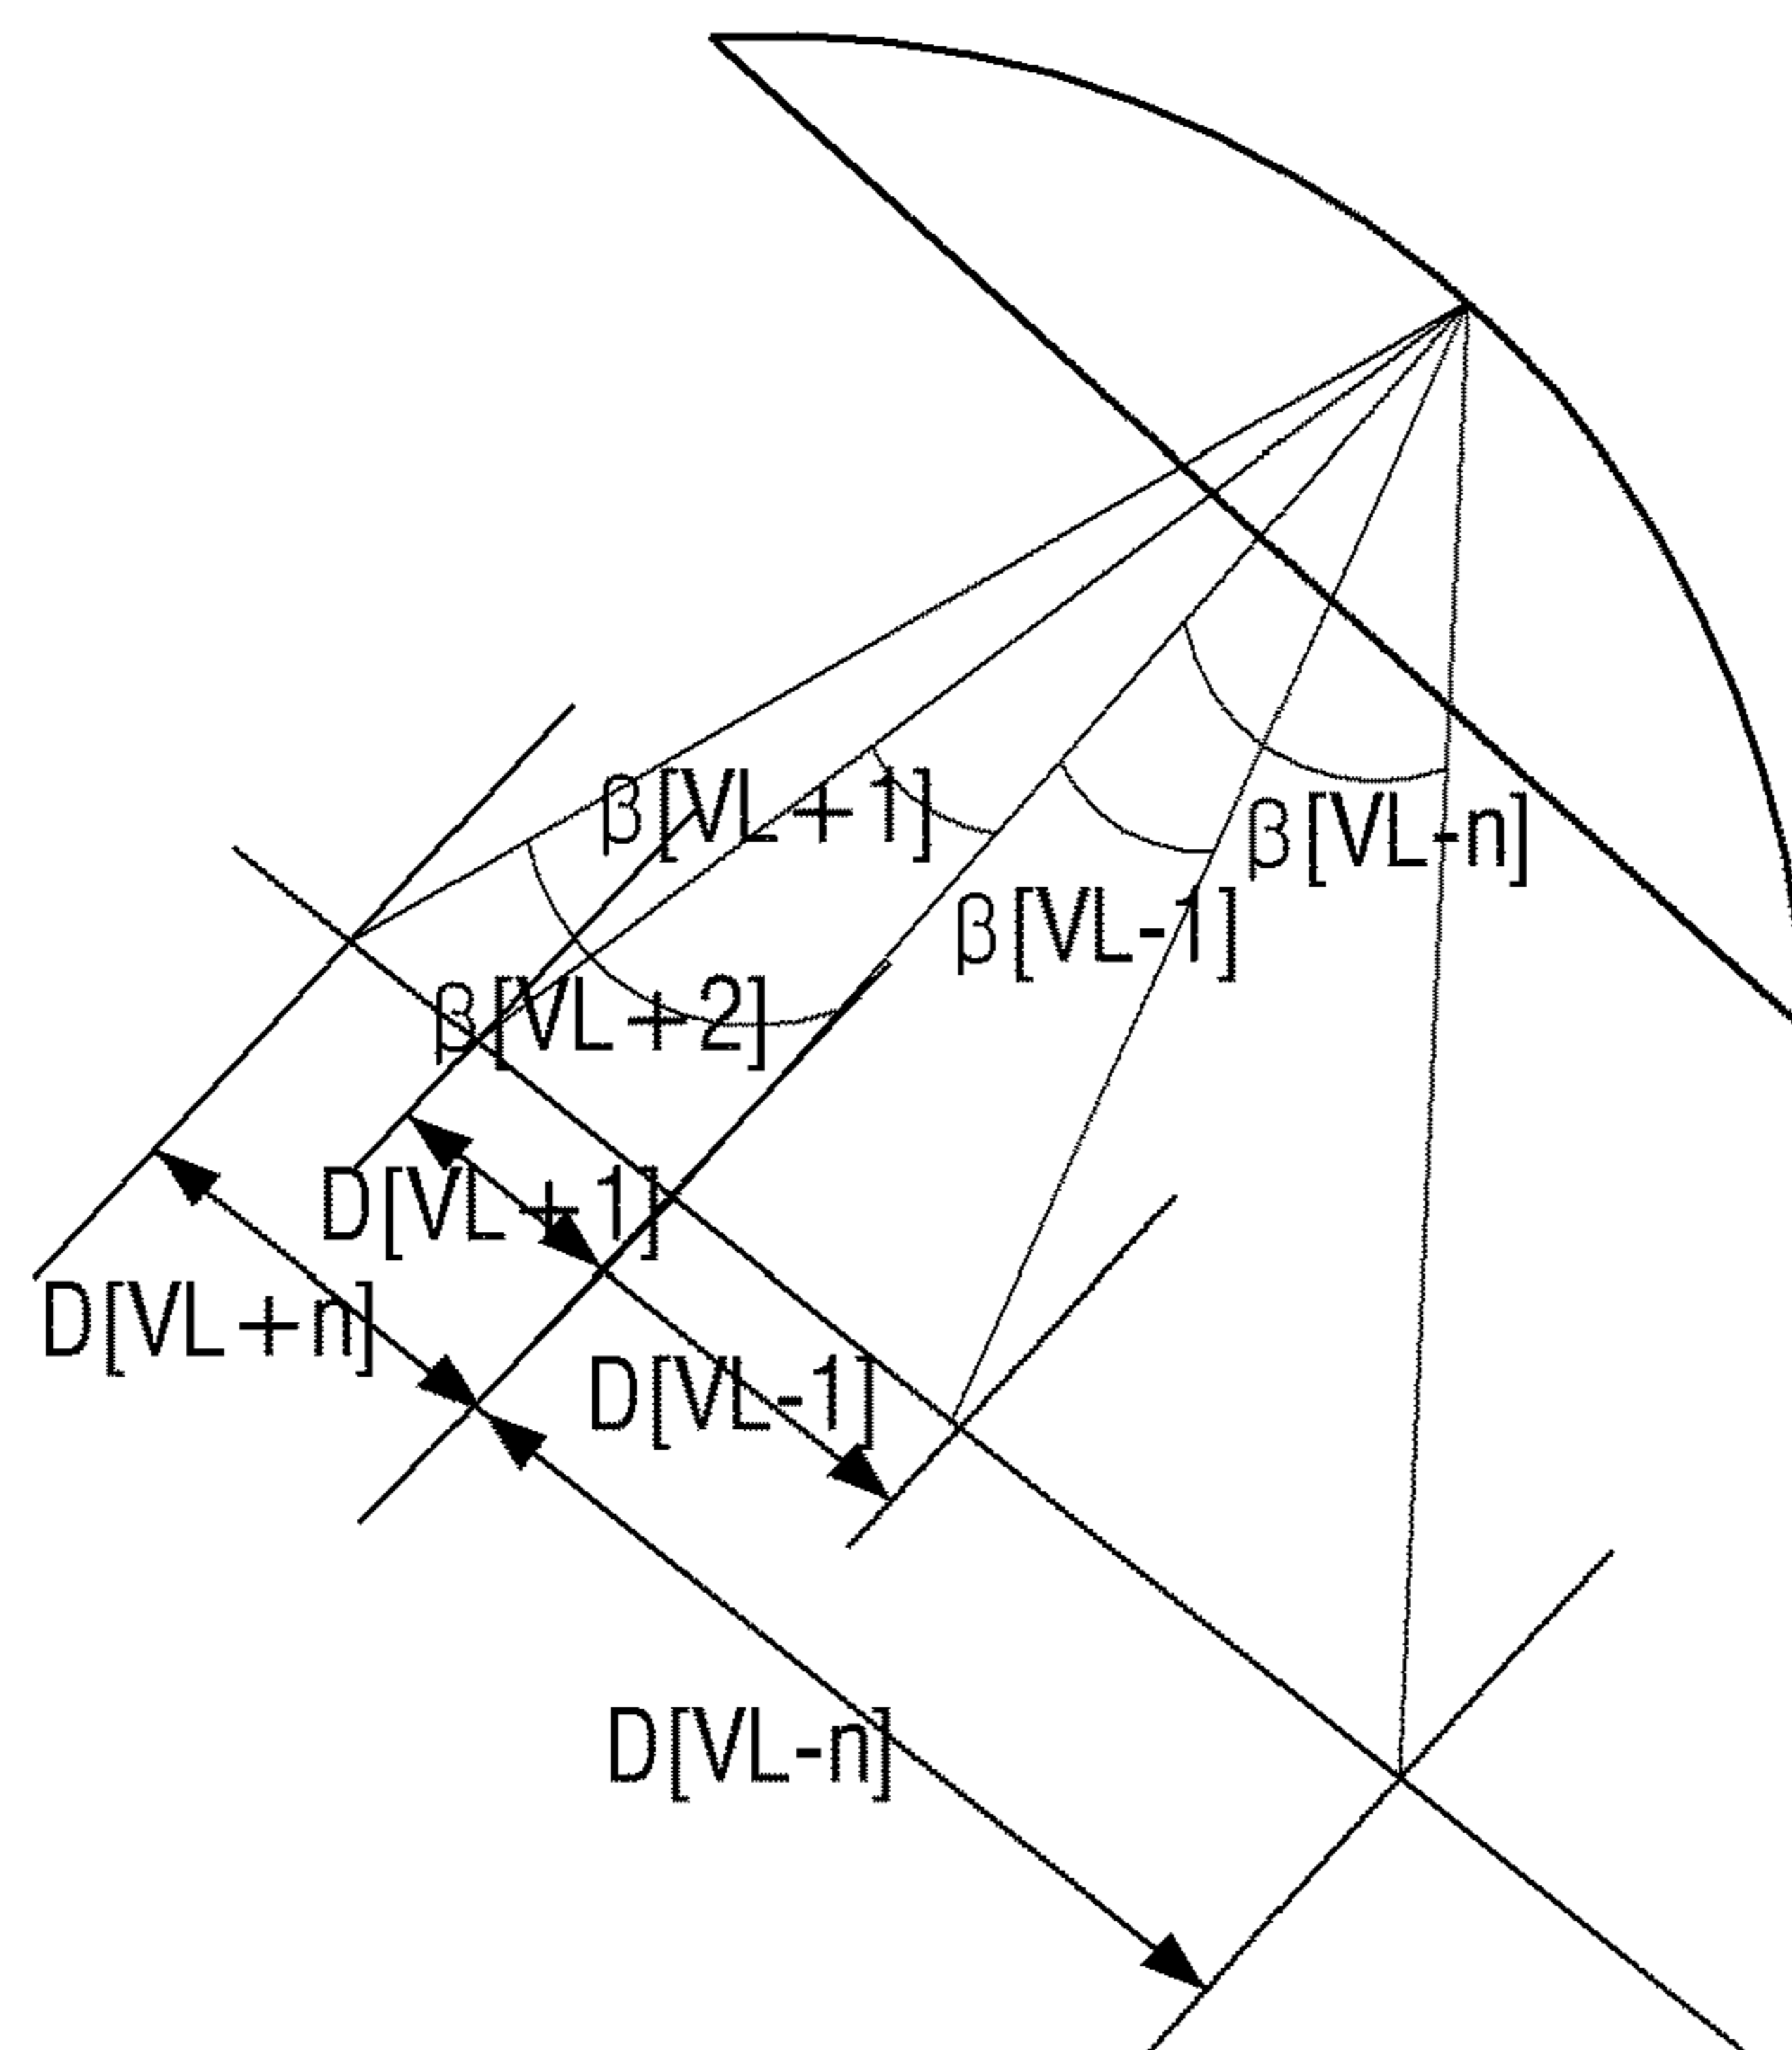 β[VL+1]
β[VL-n]
β[VL-1]
β[VL+2]
D[VL+1]
D[VL+n]
D[VL-1]
D[VL-n]